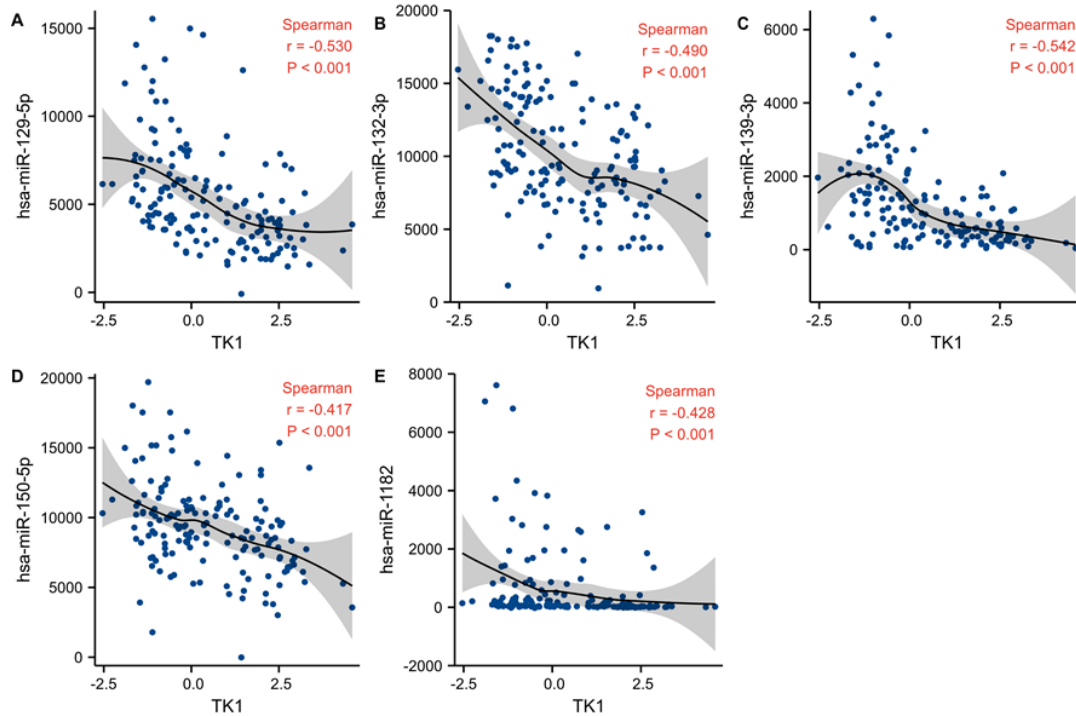 A
hsa-miR-129-5p
15000
10000
5000
0
-2.5
0.0
2.5
TK1
Spearman
r = -0.530
P < 0.001
B
hsa-miR-132-3p
20000
15000
10000
5000
0
-2.5
0.0
2.5
TK1
Spearman
r = -0.490
P < 0.001
C
hsa-miR-139-3p
6000
4000
2000
0
-2.5
0.0
2.5
TK1
Spearman
r = -0.542
P < 0.001
D
hsa-miR-150-5p
20000
15000
10000
5000
0
-2.5
0.0
2.5
TK1
Spearman
r = -0.417
P < 0.001
E
hsa-miR-1182
8000
6000
4000
2000
0
-2000
-2.5
0.0
2.5
TK1
Spearman
r = -0.428
P < 0.001